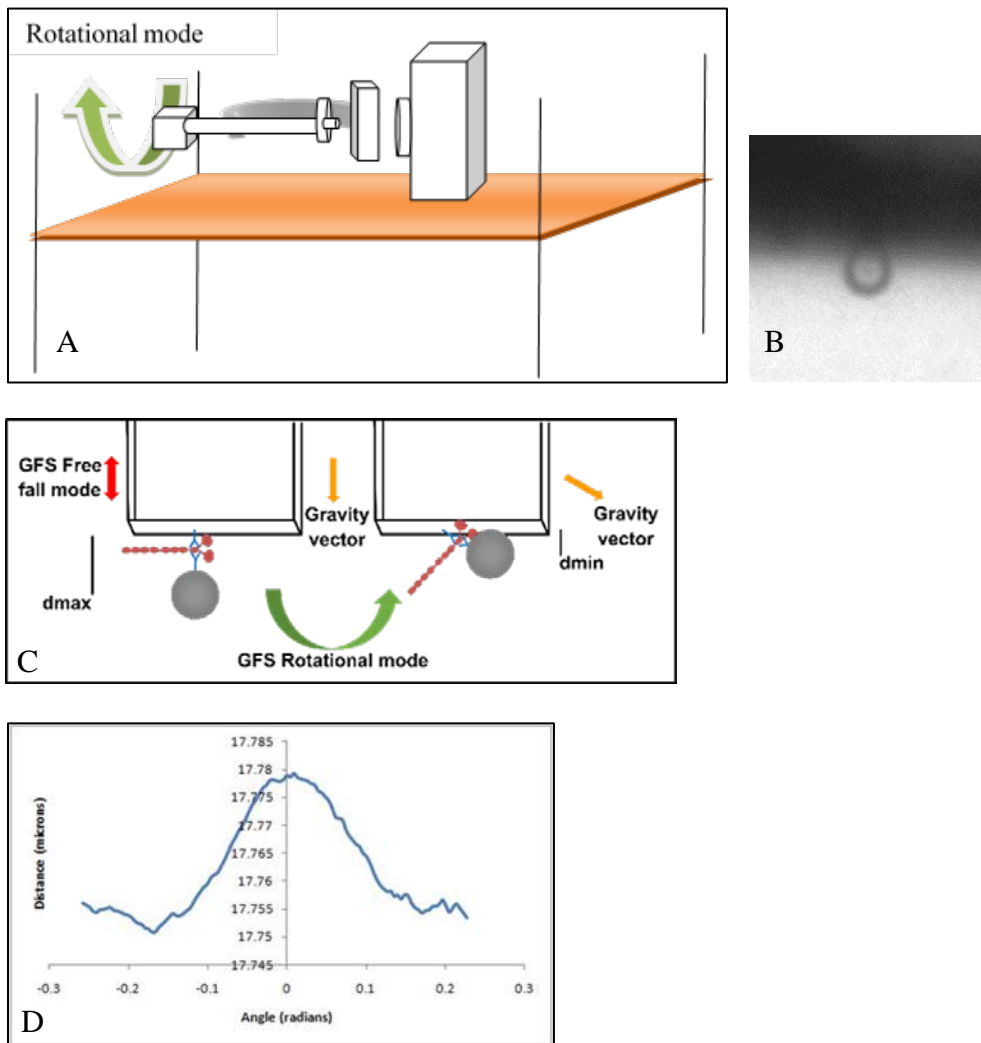 Rotational mode
A
B
GFS Free
fall mode
Gravity
vector
Gravity
vector
dmax
dmin
GFS Rotational mode
C
17.785
17.78
17.775
17.77
17.765
17.76
17.755
17.75
17.745
-0.3 -0.2 -0.1 0 0.1 0.2 0.3
Distance (microns)
Angle (radians)
D